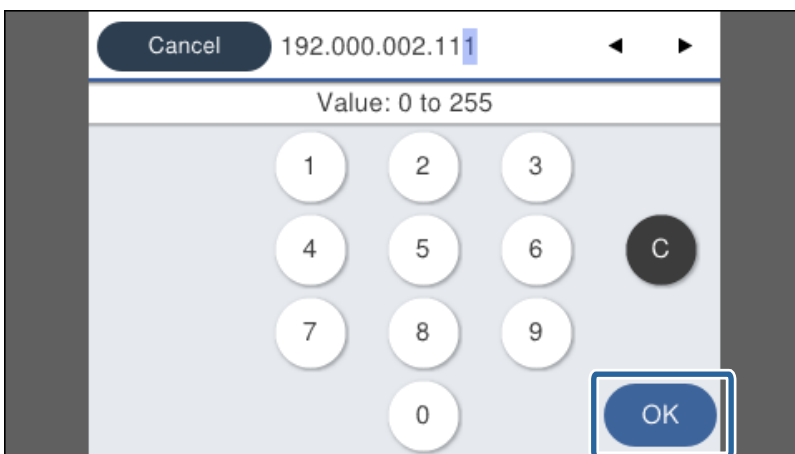 Cancel 192.000.002.111 ◀ ▶
Value: 0 to 255
1 2 3
4 5 6 C
7 8 9
0 OK